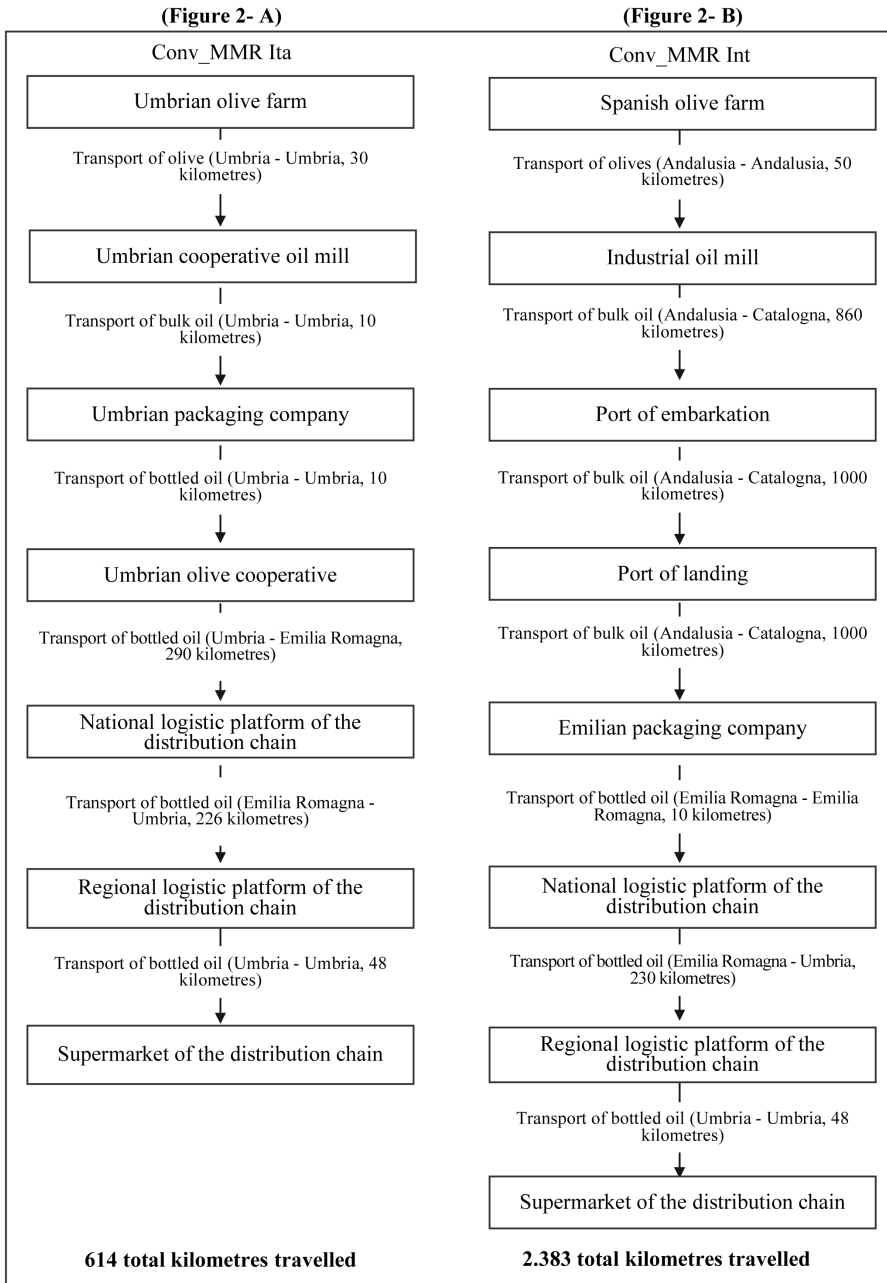 (Figure 2- A)
Conv_MMR Ita
Umbrian olive farm
Transport of olive (Umbria - Umbria, 30
kilometres)
Umbrian cooperative oil mill
Transport of bulk oil (Umbria - Umbria, 10
kilometres)
Umbrian packaging company
Transport of bottled oil (Umbria - Umbria, 10
kilometres)
Umbrian olive cooperative
Transport of bottled oil (Umbria - Emilia Romagna,
290 kilometres)
National logistic platform of the
distribution chain
Transport of bottled oil (Emilia Romagna -
Umbria, 226 kilometres)
Regional logistic platform of the
distribution chain
Transport of bottled oil (Umbria - Umbria, 48
kilometres)
Supermarket of the distribution chain
614 total kilometres travelled
(Figure 2- B)
Conv_MMR Int
Spanish olive farm
Transport of olives (Andalusia - Andalusia, 50
kilometres)
Industrial oil mill
Transport of bulk oil (Andalusia - Catalogna, 860
kilometres)
Port of embarkation
Transport of bulk oil (Andalusia - Catalogna, 1000
kilometres)
Port of landing
Transport of bulk oil (Andalusia - Catalogna, 1000
kilometres)
Emilian packaging company
Transport of bottled oil (Emilia Romagna - Emilia
Romagna, 10 kilometres)
National logistic platform of the
distribution chain
Transport of bottled oil (Emilia Romagna - Umbria,
230 kilometres)
Regional logistic platform of the
distribution chain
Transport of bottled oil (Umbria - Umbria, 48
kilometres)
Supermarket of the distribution chain
2.383 total kilometres travelled